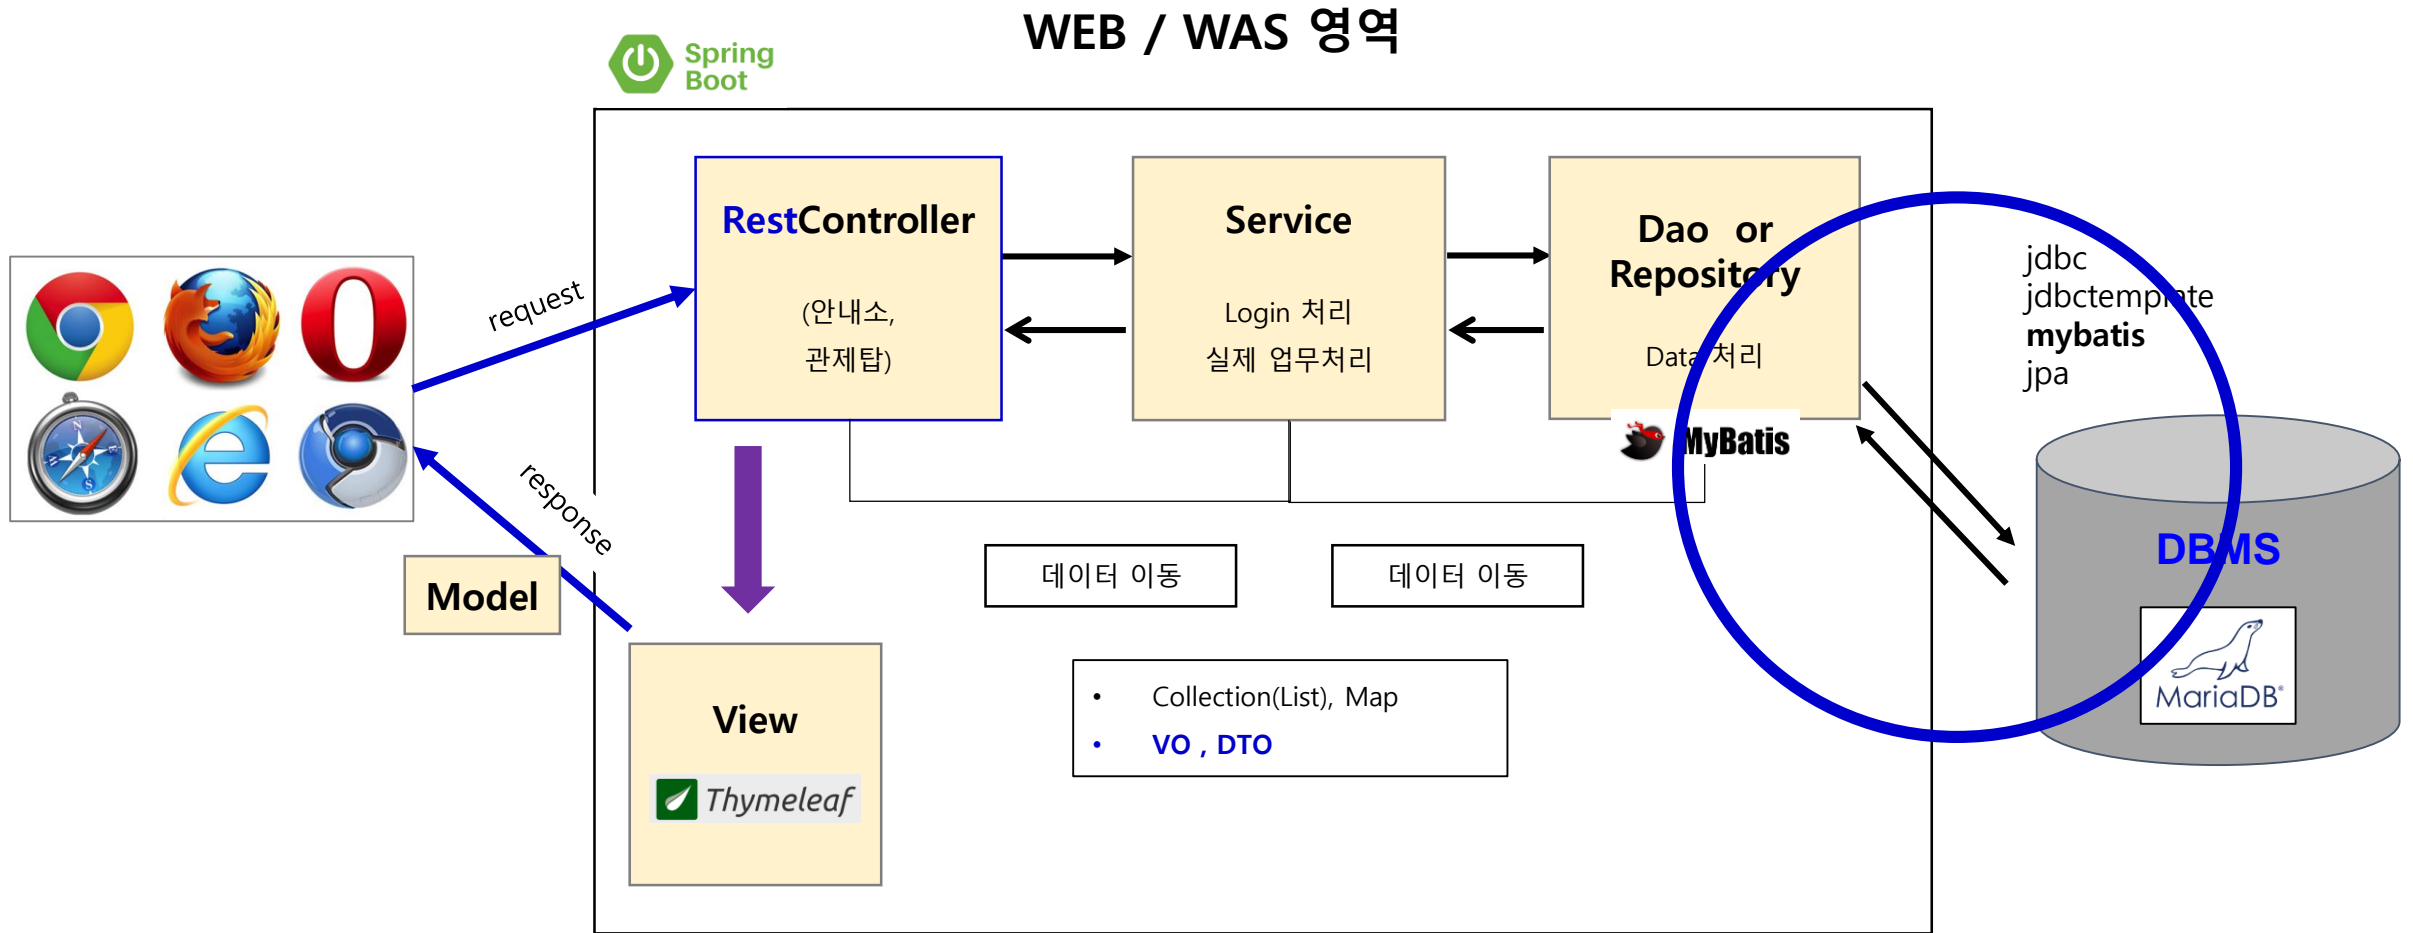 WEB / WAS 영역
Spring
Boot
RestController
(안내소,
관제탑)
Service
Login 처리
실제 업무처리
Dao or
Repository
Data 처리
MyBatis
jdbc
jdbctemplate
mybatis
jpa
request
response
Model
데이터 이동
데이터 이동
DBMS
MariaDB®
• Collection(List), Map
• VO , DTO
View
Thymeleaf